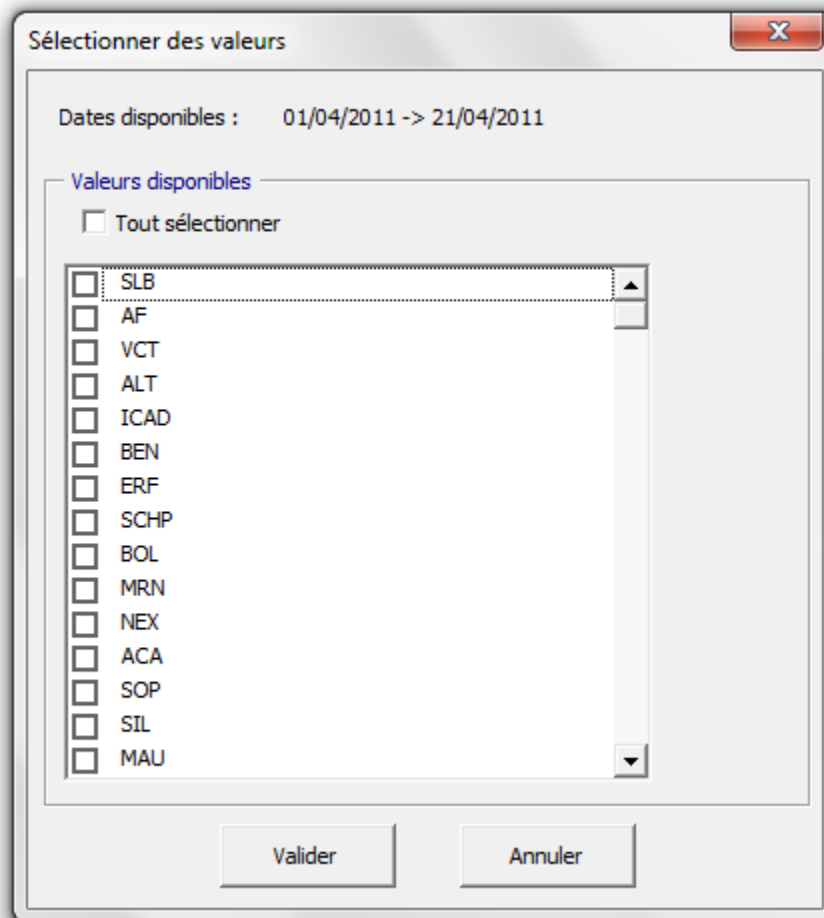 Sélectionner des valeurs
Dates disponibles : 01/04/2011 -> 21/04/2011
Valeurs disponibles
Tout sélectionner
SLB
AF
VCT
ALT
ICAD
BEN
ERF
SCHP
BOL
MRN
NEX
ACA
SOP
SIL
MAU
Valider Annuler